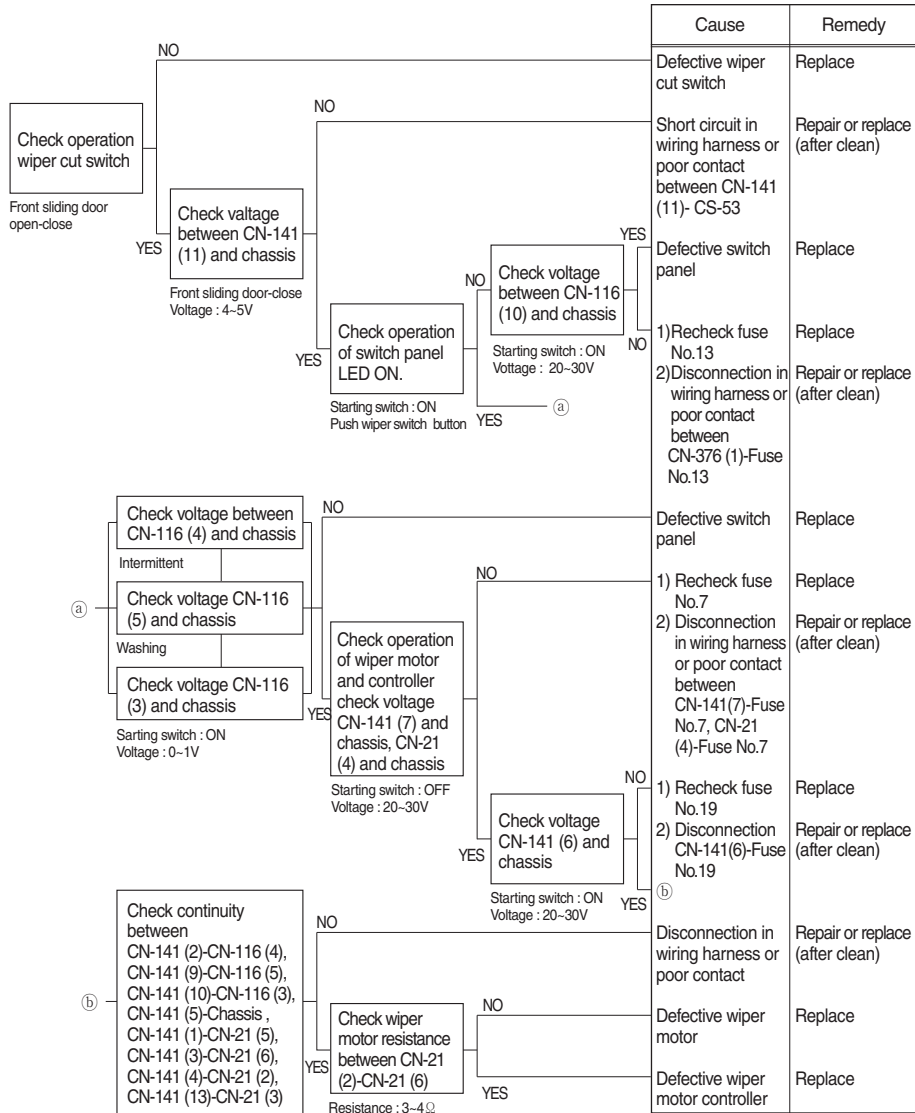 Cause Remedy
NO
Defective wiper Replace
cut switch
NO
Check operation
wiper cut switch
Short circuit in Repair or replace
wiring harness or (after clean)
poor contact
between CN-141
(11)- CS-53
Front sliding door
open-close
YES
Check valtage
between CN-141
(11) and chassis
Front sliding door-close
Voltage : 4~5V
YES
Defective switch Replace
panel
NO
Check voltage
between CN-116
(10) and chassis
Starting switch : ON
Vottage : 20~30V
NO
YES
Check operation
of switch panel
LED ON.
Starting switch : ON
Push wiper switch button
YES
ⓐ
1)Recheck fuse Replace
No.13
2)Disconnection in Repair or replace
wiring harness or (after clean)
poor contact
between
CN-376 (1)-Fuse
No.13
ⓐ
Check voltage between
CN-116 (4) and chassis
Intermittent
Check voltage CN-116
(5) and chassis
Washing
Check voltage CN-116
(3) and chassis
Sarting switch : ON
Voltage : 0~1V
NO
Defective switch Replace
panel
YES
Check operation
of wiper motor
and controller
check voltage
CN-141 (7) and
chassis, CN-21
(4) and chassis
Starting switch : OFF
Voltage : 20~30V
NO
1) Recheck fuse Replace
No.7
2) Disconnection Repair or replace
in wiring harness (after clean)
or poor contact
between
CN-141(7)-Fuse
No.7, CN-21
(4)-Fuse No.7
YES
Check voltage
CN-141 (6) and
chassis
Starting switch : ON
Voltage : 20~30V
NO
1) Recheck fuse Replace
No.19
2) Disconnection Repair or replace
CN-141(6)-Fuse (after clean)
No.19
YES
ⓑ
ⓑ
Check continuity
between
CN-141 (2)-CN-116 (4),
CN-141 (9)-CN-116 (5),
CN-141 (10)-CN-116 (3),
CN-141 (5)-Chassis ,
CN-141 (1)-CN-21 (5),
CN-141 (3)-CN-21 (6),
CN-141 (4)-CN-21 (2),
CN-141 (13)-CN-21 (3)
NO
Disconnection in Repair or replace
wiring harness or (after clean)
poor contact
YES
Check wiper
motor resistance
between CN-21
(2)-CN-21 (6)
Resistance : 3~4Ω
NO
Defective wiper Replace
motor
YES
Defective wiper Replace
motor controller